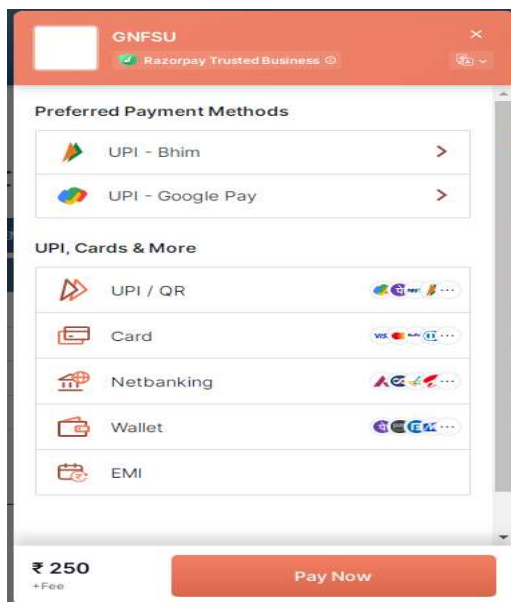 GNFSU
Razorpay Trusted Business
Preferred Payment Methods
UPI - Bhim
UPI - Google Pay
UPI, Cards & More
UPI / QR
Card
Netbanking
Wallet
EMI
₹ 250
+Fee
Pay Now